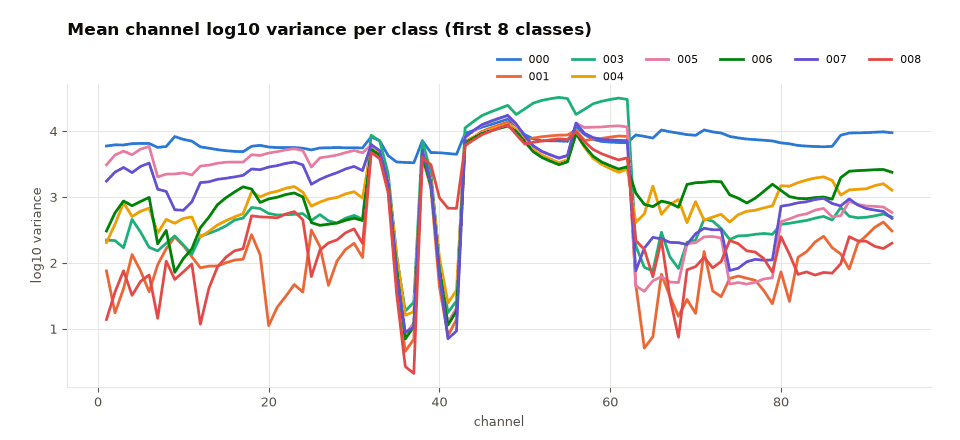 Mean channel log10 variance per class (first 8 classes)
000 003 005 006 007 008
001 004
4
3
2
1
log10 variance
0 20 40 60 80
channel